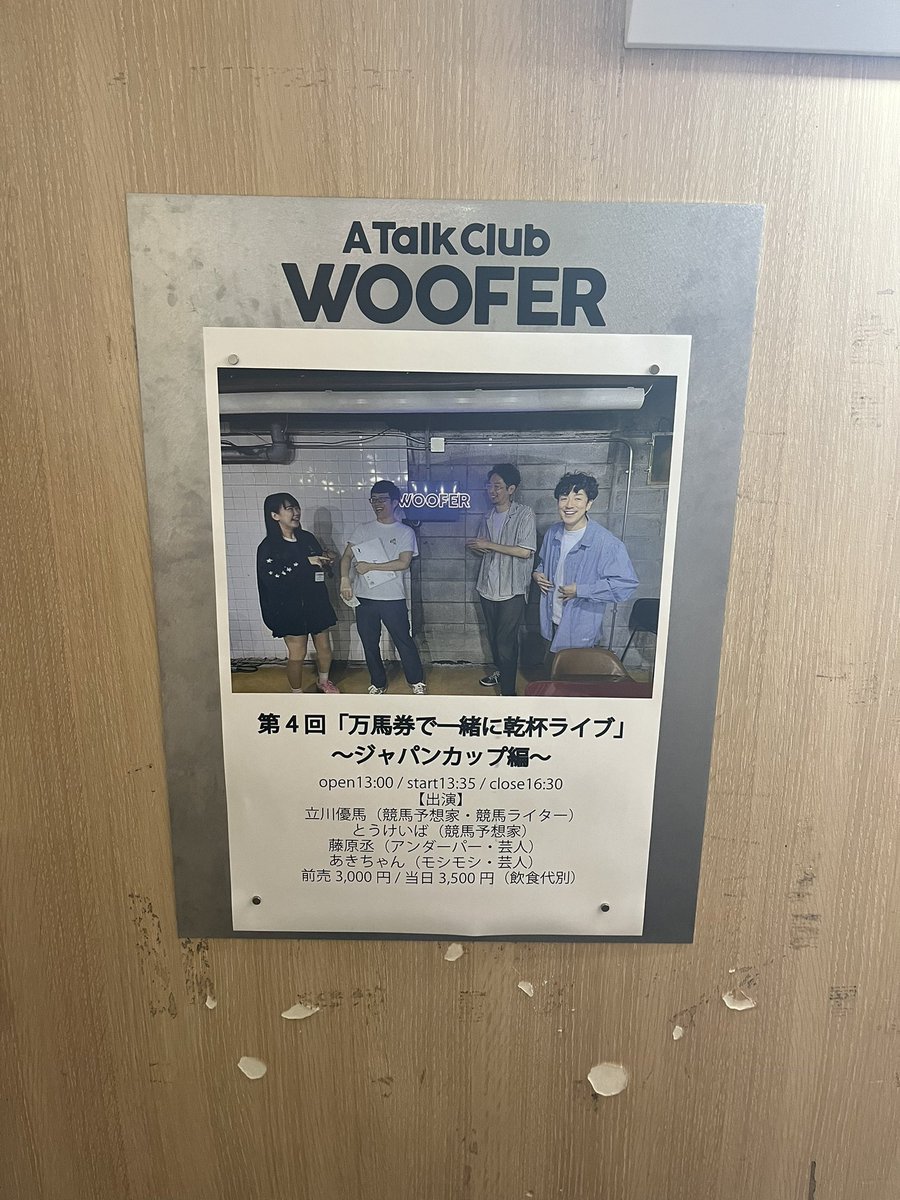 A Talk Club
WOOFER
WOOFER
第4回「万馬券で一緒に乾杯ライブ」
～ジャパンカップ編～
open13:00 / start13:35 / close16:30
【出演】
立川優馬（競馬予想家・競馬ライター）
とうけいば（競馬予想家）
藤原丞（アンダーパー・芸人）
あきちゃん（モシモシ・芸人）
前売 3,000 円 / 当日 3,500 円（飲食代別）